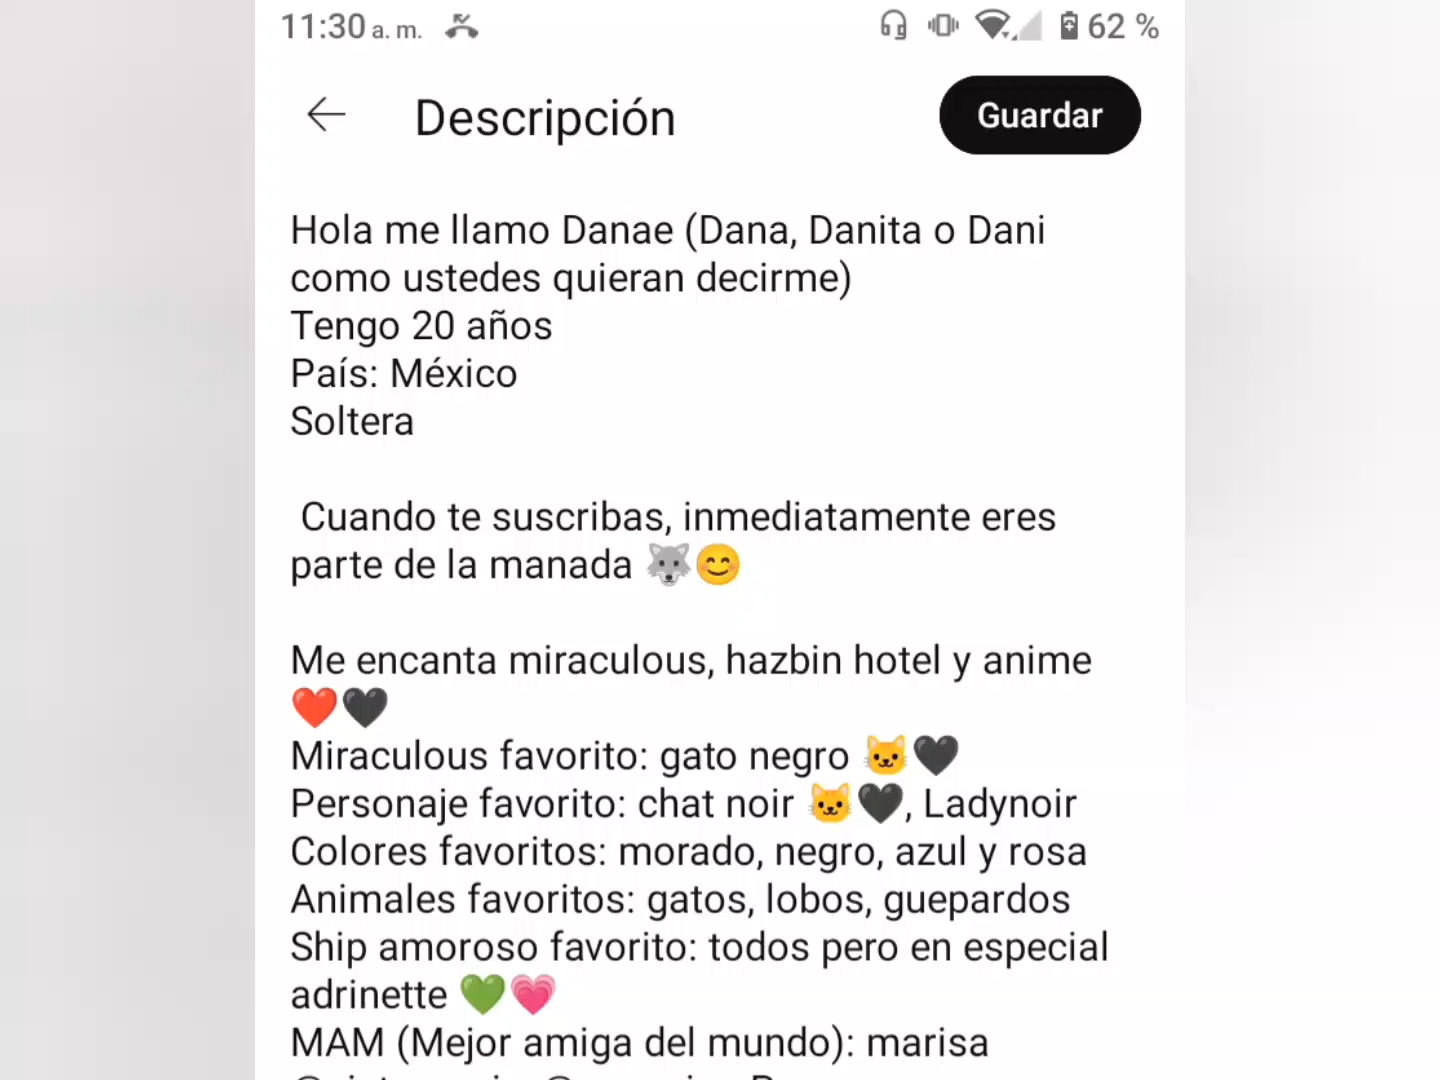 11:30 a. m.
62 %
Descripción
Guardar
Hola me llamo Danae (Dana, Danita o Dani
como ustedes quieran decirme)
Tengo 20 años
País: México
Soltera
Cuando te suscribas, inmediatamente eres
parte de la manada 🐺😊
Me encanta miraculous, hazbin hotel y anime
❤️🖤
Miraculous favorito: gato negro 🐱🖤
Personaje favorito: chat noir 🐱🖤, Ladynoir
Colores favoritos: morado, negro, azul y rosa
Animales favoritos: gatos, lobos, guepardos
Ship amoroso favorito: todos pero en especial
adrinette 💚💗
MAM (Mejor amiga del mundo): marisa